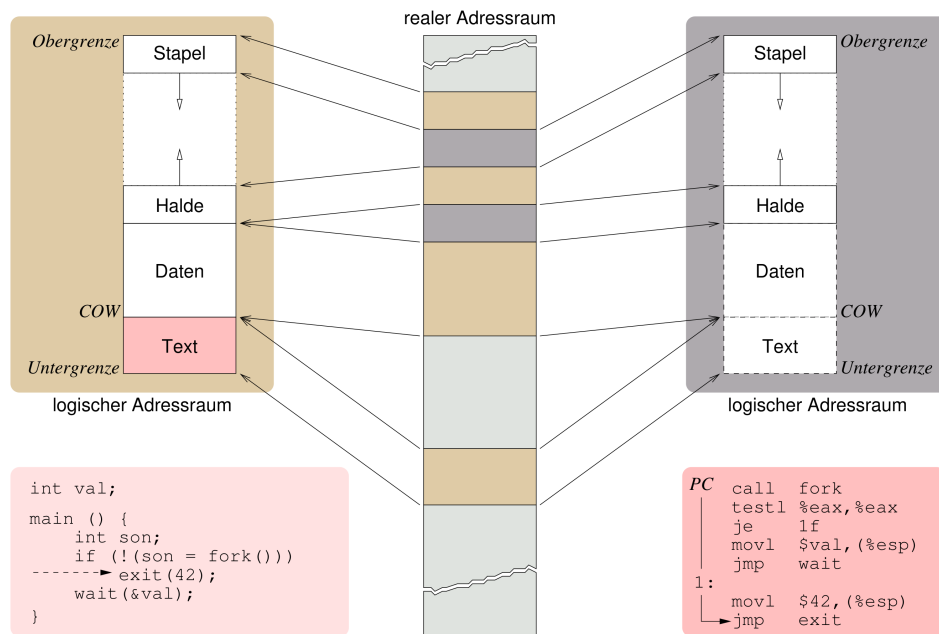 realer Adressraum
Obergrenze
Stapel
Halde
Daten
COW
Text
Untergrenze
logischer Adressraum
Obergrenze
Stapel
Halde
Daten
COW
Text
Untergrenze
logischer Adressraum
int val;
main () {
int son;
if (!(son = fork()))
exit(42);
wait(&val);
}
PC
call fork
testl %eax,%eax
je 1f
movl $val,(%esp)
jmp wait
1:
movl $42,(%esp)
jmp exit